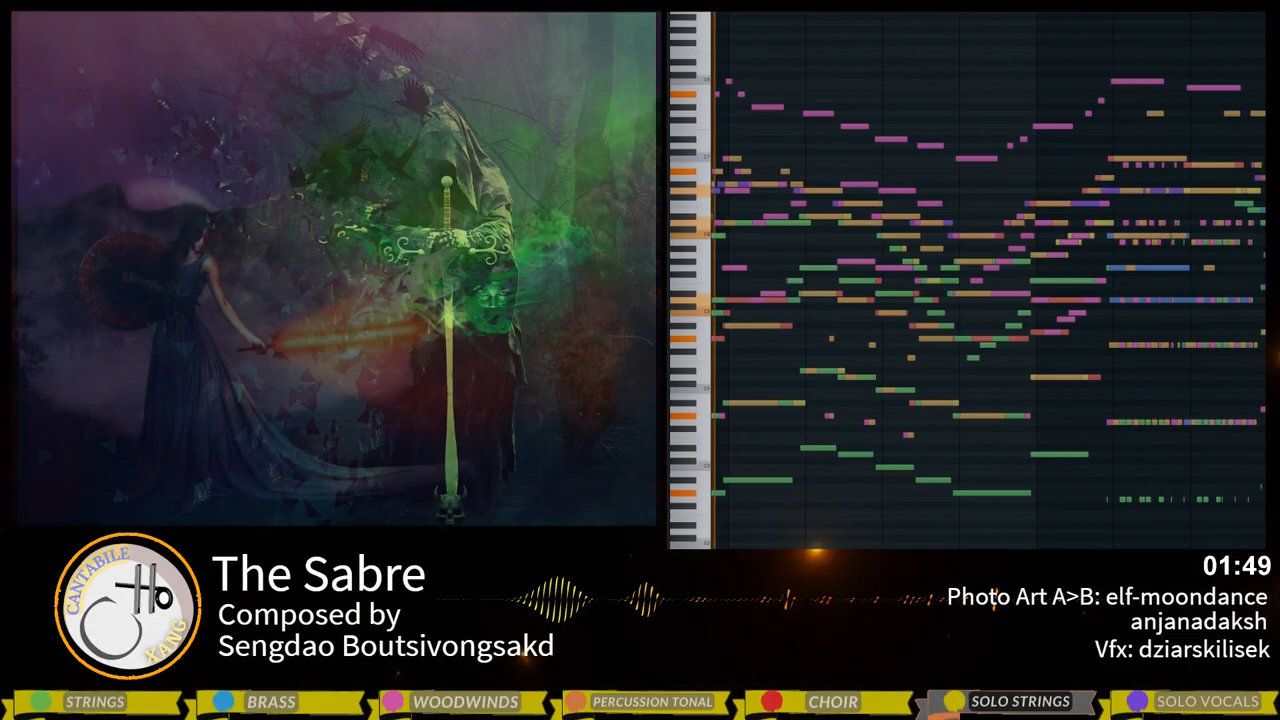 CANTABILE
XANG
The Sabre
Composed by
Sengdao Boutsivongsakd
01:49
Photo Art A>B: elf-moondance
anjanadaksh
Vfx: dziarskilisek
STRINGS
BRASS
WOODWINDS
PERCUSSION TONAL
CHOIR
SOLO STRINGS
SOLO VOCALS